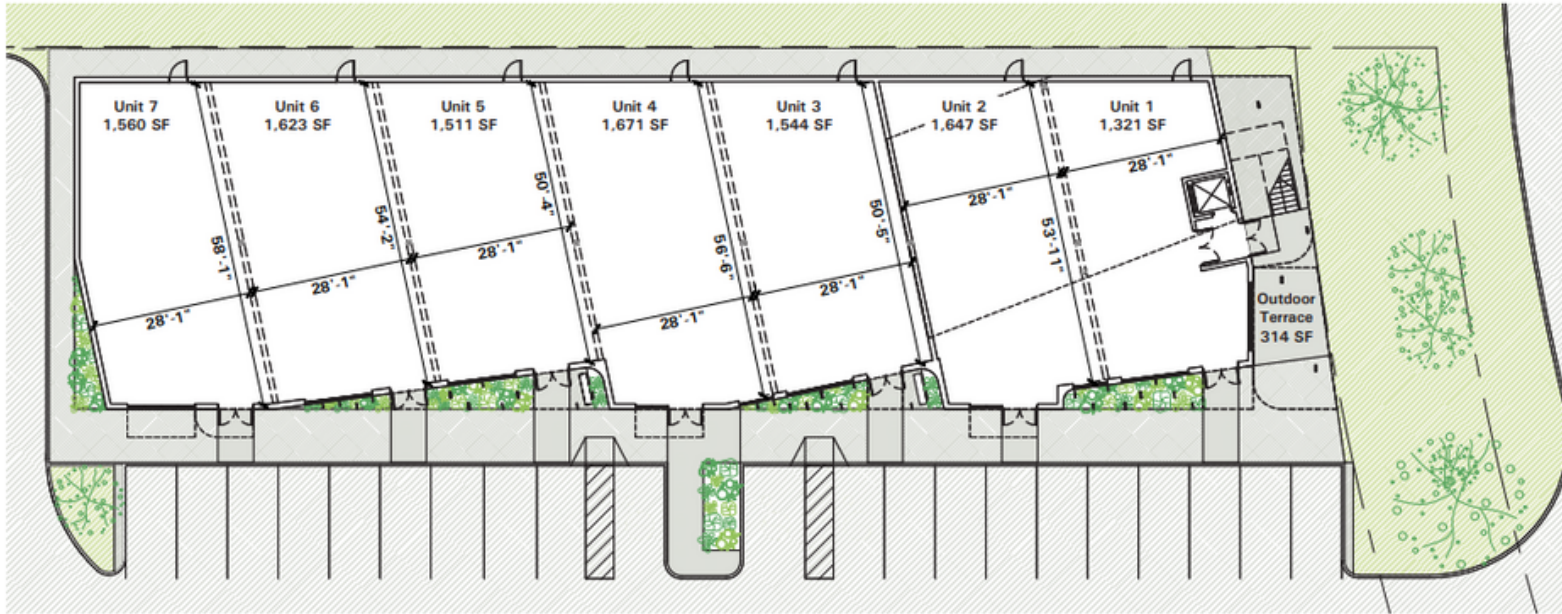 Unit 7
1,560 SF
Unit 6
1,623 SF
Unit 5
1,511 SF
Unit 4
1,671 SF
Unit 3
1,544 SF
Unit 2
1,647 SF
Unit 1
1,321 SF
58'-1"
54'-2"
50'-4"
56'-6"
50'-5"
53'-11"
28'-1"
28'-1"
28'-1"
28'-1"
28'-1"
28'-1"
28'-1"
Outdoor
Terrace
314 SF